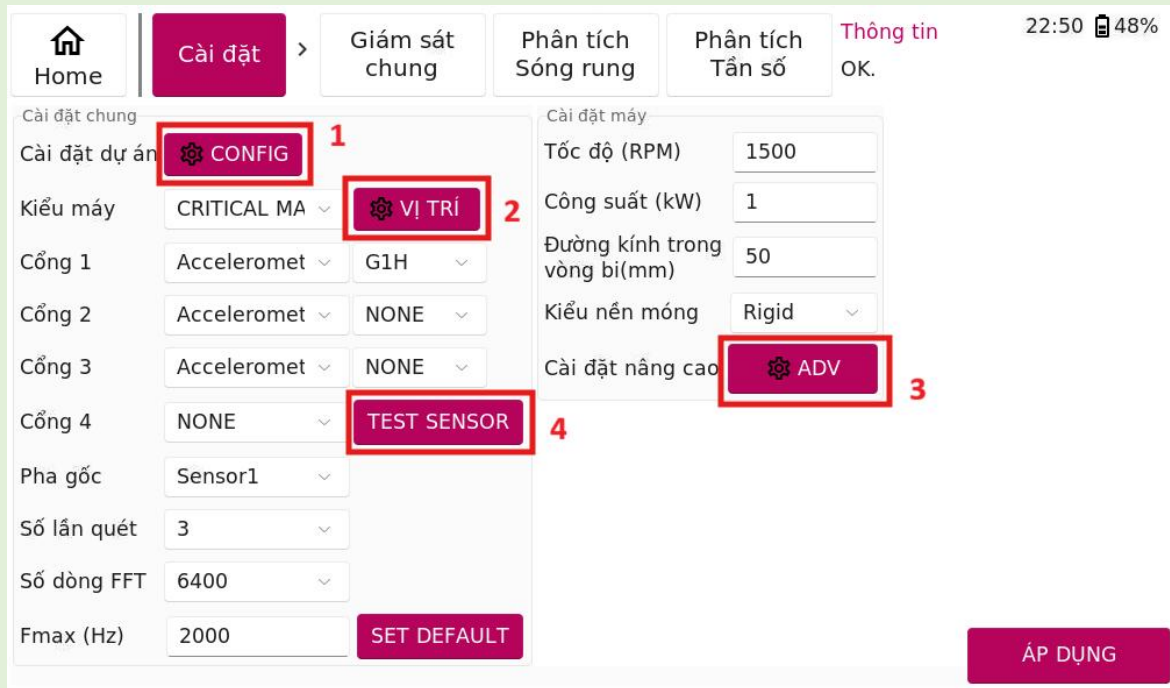 Home
Cài đặt
>
Giám sát
chung
Phân tích
Sóng rung
Phân tích
Tần số
Thông tin
OK.
22:50 48%
Cài đặt chung
Cài đặt dự án CONFIG 1
Kiểu máy CRITICAL MA VỊ TRÍ 2
Cổng 1 Acceleromet G1H
Cổng 2 Acceleromet NONE
Cổng 3 Acceleromet NONE
Cổng 4 NONE TEST SENSOR 4
Pha gốc Sensor1
Số lần quét 3
Số dòng FFT 6400
Fmax (Hz) 2000 SET DEFAULT
Cài đặt máy
Tốc độ (RPM) 1500
Công suất (kW) 1
Đường kính trong
vòng bi(mm) 50
Kiểu nền móng Rigid
Cài đặt nâng cao ADV 3
ÁP DỤNG